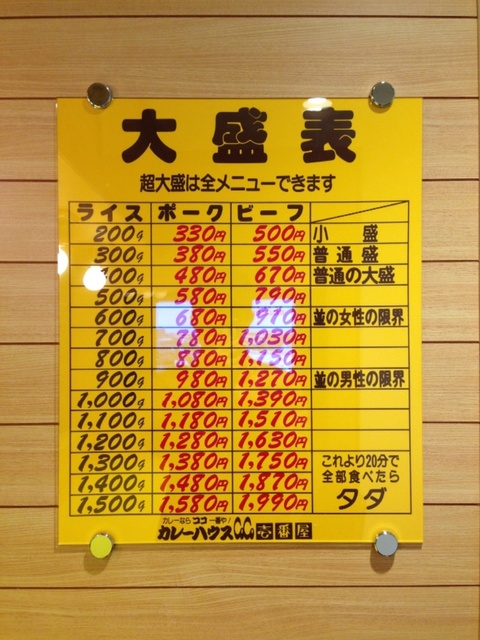 大盛表
超大盛は全メニューできます
ライス ポーク ビーフ
200g 330円 500円 小盛
300g 380円 550円 普通盛
400g 480円 670円 普通の大盛
500g 580円 790円
600g 680円 910円 並の女性の限界
700g 780円 1,030円
800g 880円 1,150円
900g 980円 1,270円 並の男性の限界
1,000g 1,080円 1,390円
1,100g 1,180円 1,510円
1,200g 1,280円 1,630円
1,300g 1,380円 1,750円 これより20分で
1,400g 1,480円 1,870円 全部食べたら
1,500g 1,580円 1,990円 タダ
カレーなら ココ 一番や!
カレーハウス CoCo 壱番屋